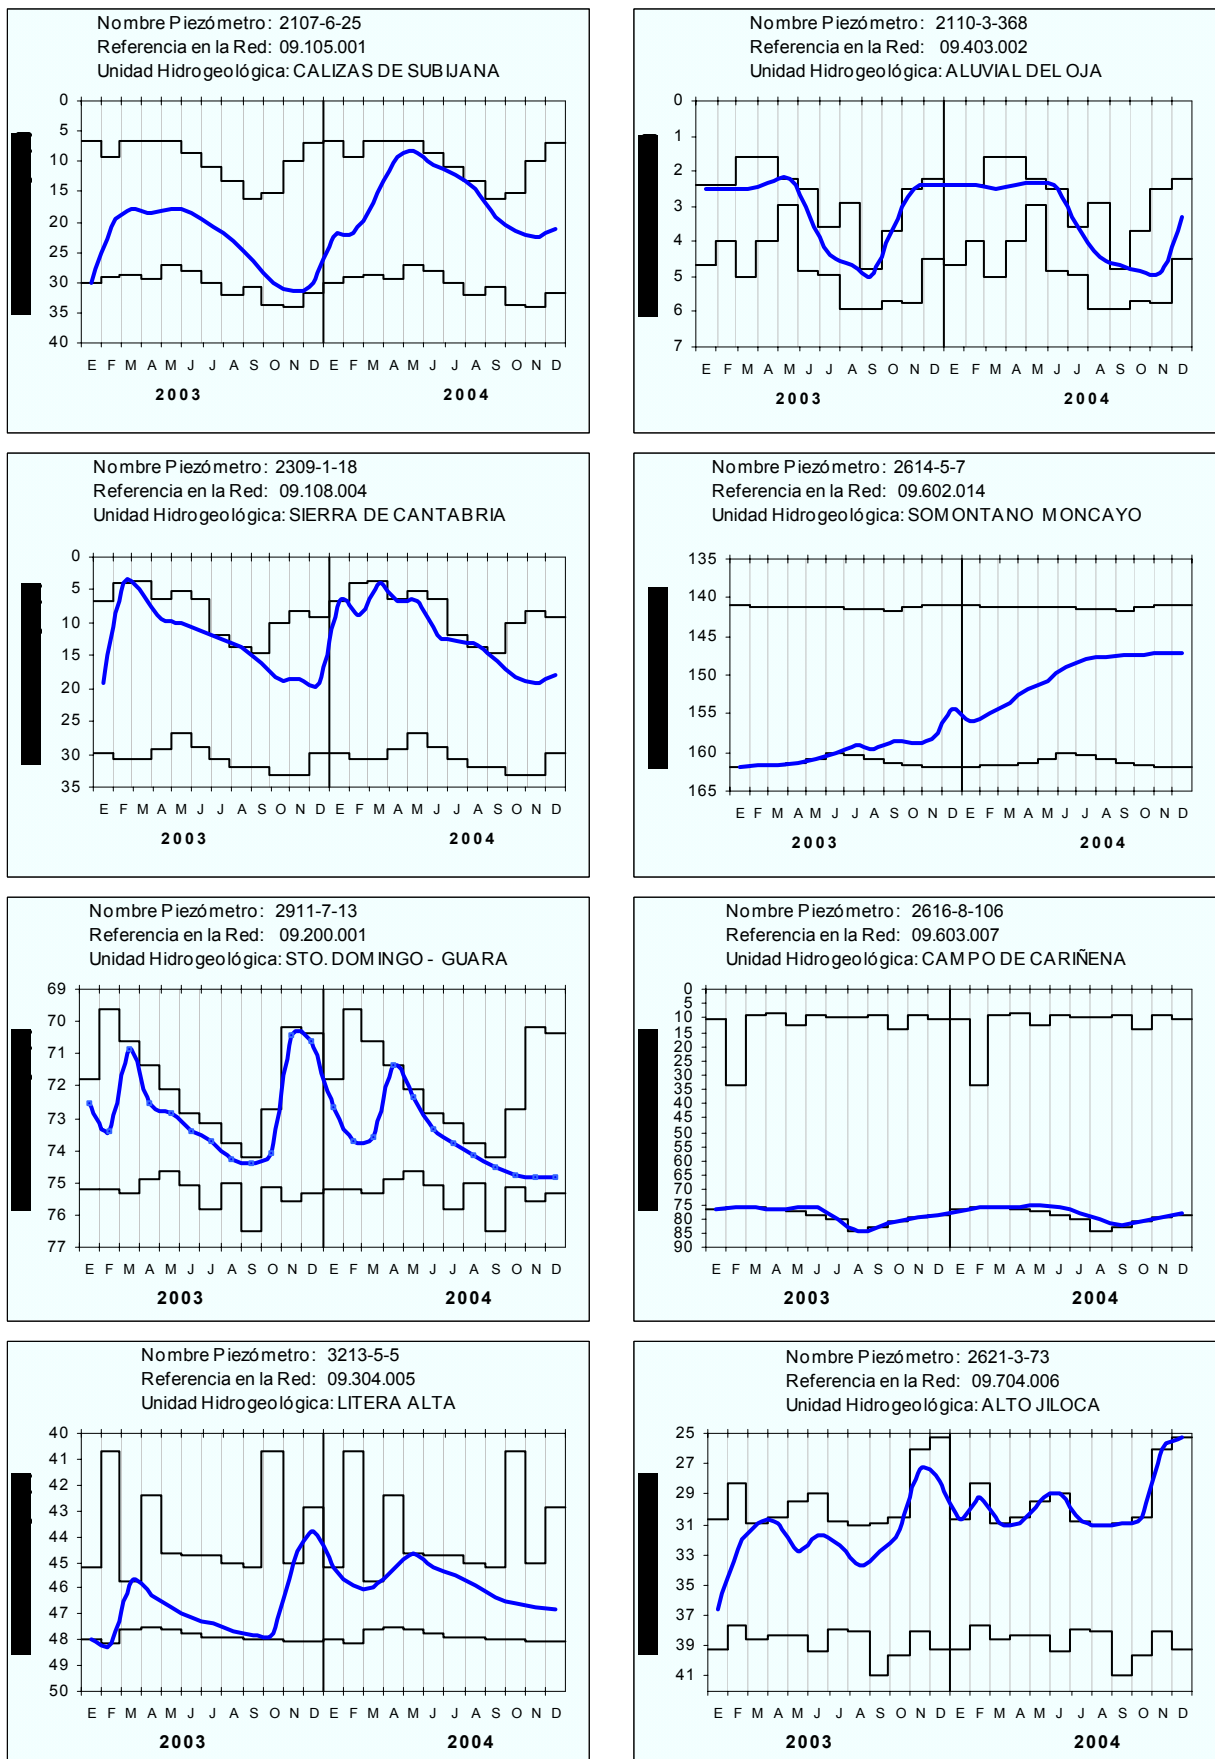 Nombre Piezómetro: 2107-6-25
Referencia en la Red: 09.105.001
Unidad Hidrogeológica: CALIZAS DE SUBIJANA
0
5
10
15
20
25
30
35
40
E F M A M J J A S O N D E F M A M J J A S O N D
2003 2004
Nombre Piezómetro: 2110-3-368
Referencia en la Red: 09.403.002
Unidad Hidrogeológica: ALUVIAL DEL OJA
0
1
2
3
4
5
6
7
E F M A M J J A S O N D E F M A M J J A S O N D
2003 2004
Nombre Piezómetro: 2309-1-18
Referencia en la Red: 09.108.004
Unidad Hidrogeológica: SIERRA DE CANTABRIA
0
5
10
15
20
25
30
35
E F M A M J J A S O N D E F M A M J J A S O N D
2003 2004
Nombre Piezómetro: 2614-5-7
Referencia en la Red: 09.602.014
Unidad Hidrogeológica: SOMONTANO MONCAYO
135
140
145
150
155
160
165
E F M A M J J A S O N D E F M A M J J A S O N D
2003 2004
Nombre Piezómetro: 2911-7-13
Referencia en la Red: 09.200.001
Unidad Hidrogeológica: STO. DOMINGO - GUARA
69
70
71
72
73
74
75
76
77
E F M A M J J A S O N D E F M A M J J A S O N D
2003 2004
Nombre Piezómetro: 2616-8-106
Referencia en la Red: 09.603.007
Unidad Hidrogeológica: CAMPO DE CARIÑENA
0
5
10
15
20
25
30
35
40
45
50
55
60
65
70
75
80
85
90
E F M A M J J A S O N D E F M A M J J A S O N D
2003 2004
Nombre Piezómetro: 3213-5-5
Referencia en la Red: 09.304.005
Unidad Hidrogeológica: LITERA ALTA
40
41
42
43
44
45
46
47
48
49
50
E F M A M J J A S O N D E F M A M J J A S O N D
2003 2004
Nombre Piezómetro: 2621-3-73
Referencia en la Red: 09.704.006
Unidad Hidrogeológica: ALTO JILOCA
25
27
29
31
33
35
37
39
41
E F M A M J J A S O N D E F M A M J J A S O N D
2003 2004